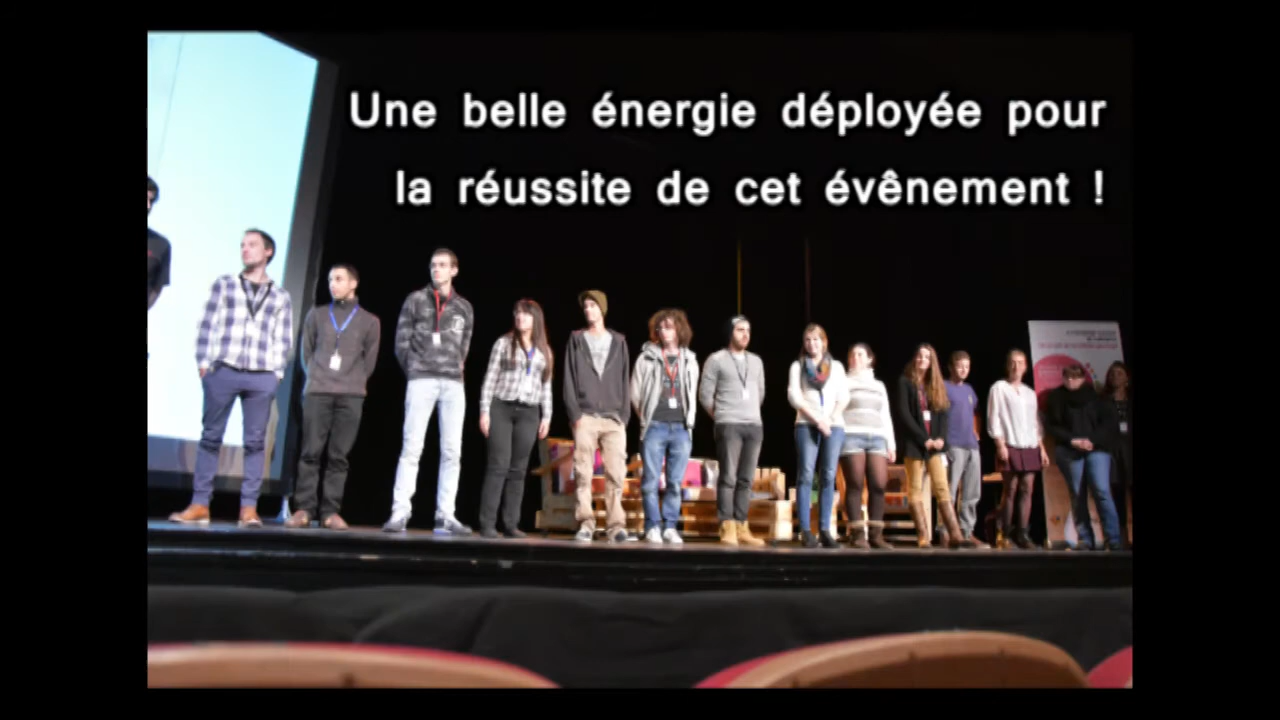 Une belle énergie déployée pour
la réussite de cet évênement !